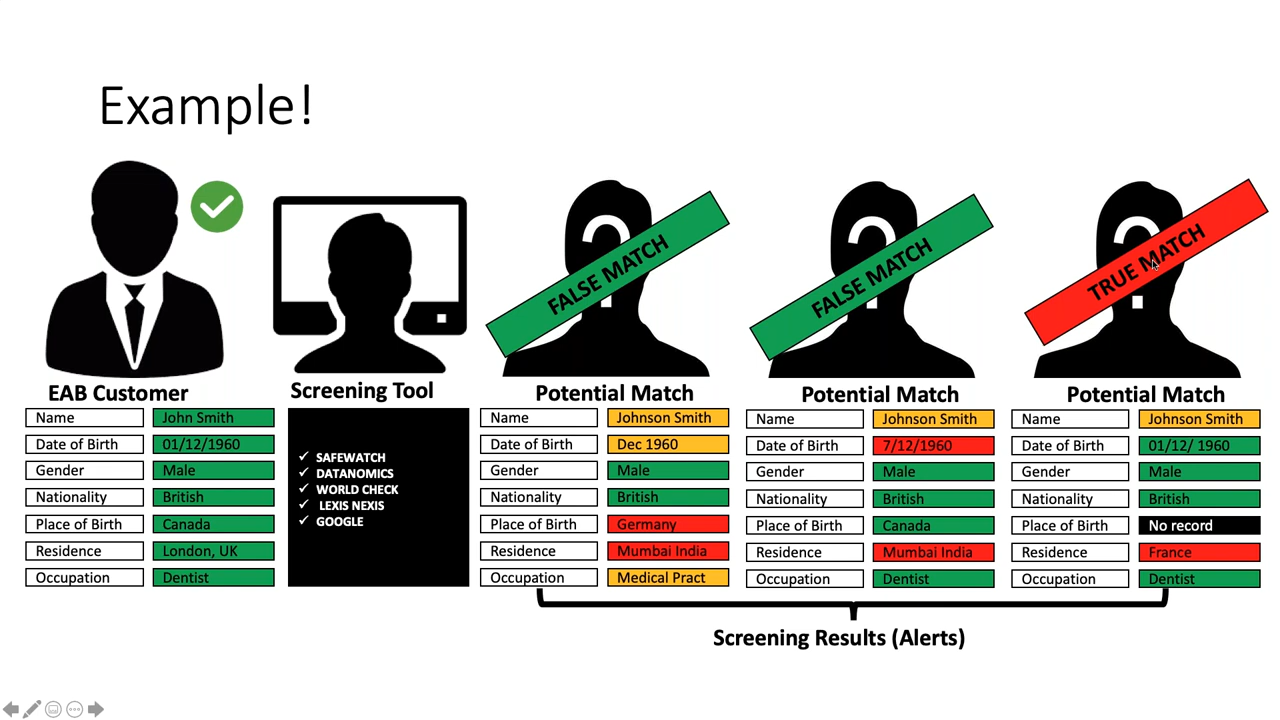 Example!
FALSE MATCH
FALSE MATCH
TRUE MATCH
EAB Customer
Name John Smith
Date of Birth 01/12/1960
Gender Male
Nationality British
Place of Birth Canada
Residence London, UK
Occupation Dentist
Screening Tool
✓ SAFEWATCH
✓ DATANOMICS
✓ WORLD CHECK
✓ LEXIS NEXIS
✓ GOOGLE
Potential Match
Name Johnson Smith
Date of Birth Dec 1960
Gender Male
Nationality British
Place of Birth Germany
Residence Mumbai India
Occupation Medical Pract
Potential Match
Name Johnson Smith
Date of Birth 7/12/1960
Gender Male
Nationality British
Place of Birth Canada
Residence Mumbai India
Occupation Dentist
Potential Match
Name Johnson Smith
Date of Birth 01/12/ 1960
Gender Male
Nationality British
Place of Birth No record
Residence France
Occupation Dentist
Screening Results (Alerts)